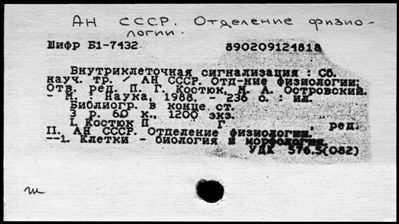 АН СССР. Отделение физио-
логии.
Шифр Б1-7432 890209124818
Внутриклеточная сигнализация : Сб.
науч. тр. / АН СССР. Отд-ние физиологии;
Отв. ред. П. Г. Костюк, М. А. Островский.
- М. : Наука, 1988. - 236 с. : ил.
Библиогр. в конце ст.
3 р. 60 к., 1200 экз.
I. Костюк П Г. , ред.
II. АН СССР. Отделение физиологии.
--1. Клетки - биология и морфология.
УДК 576.3(082)